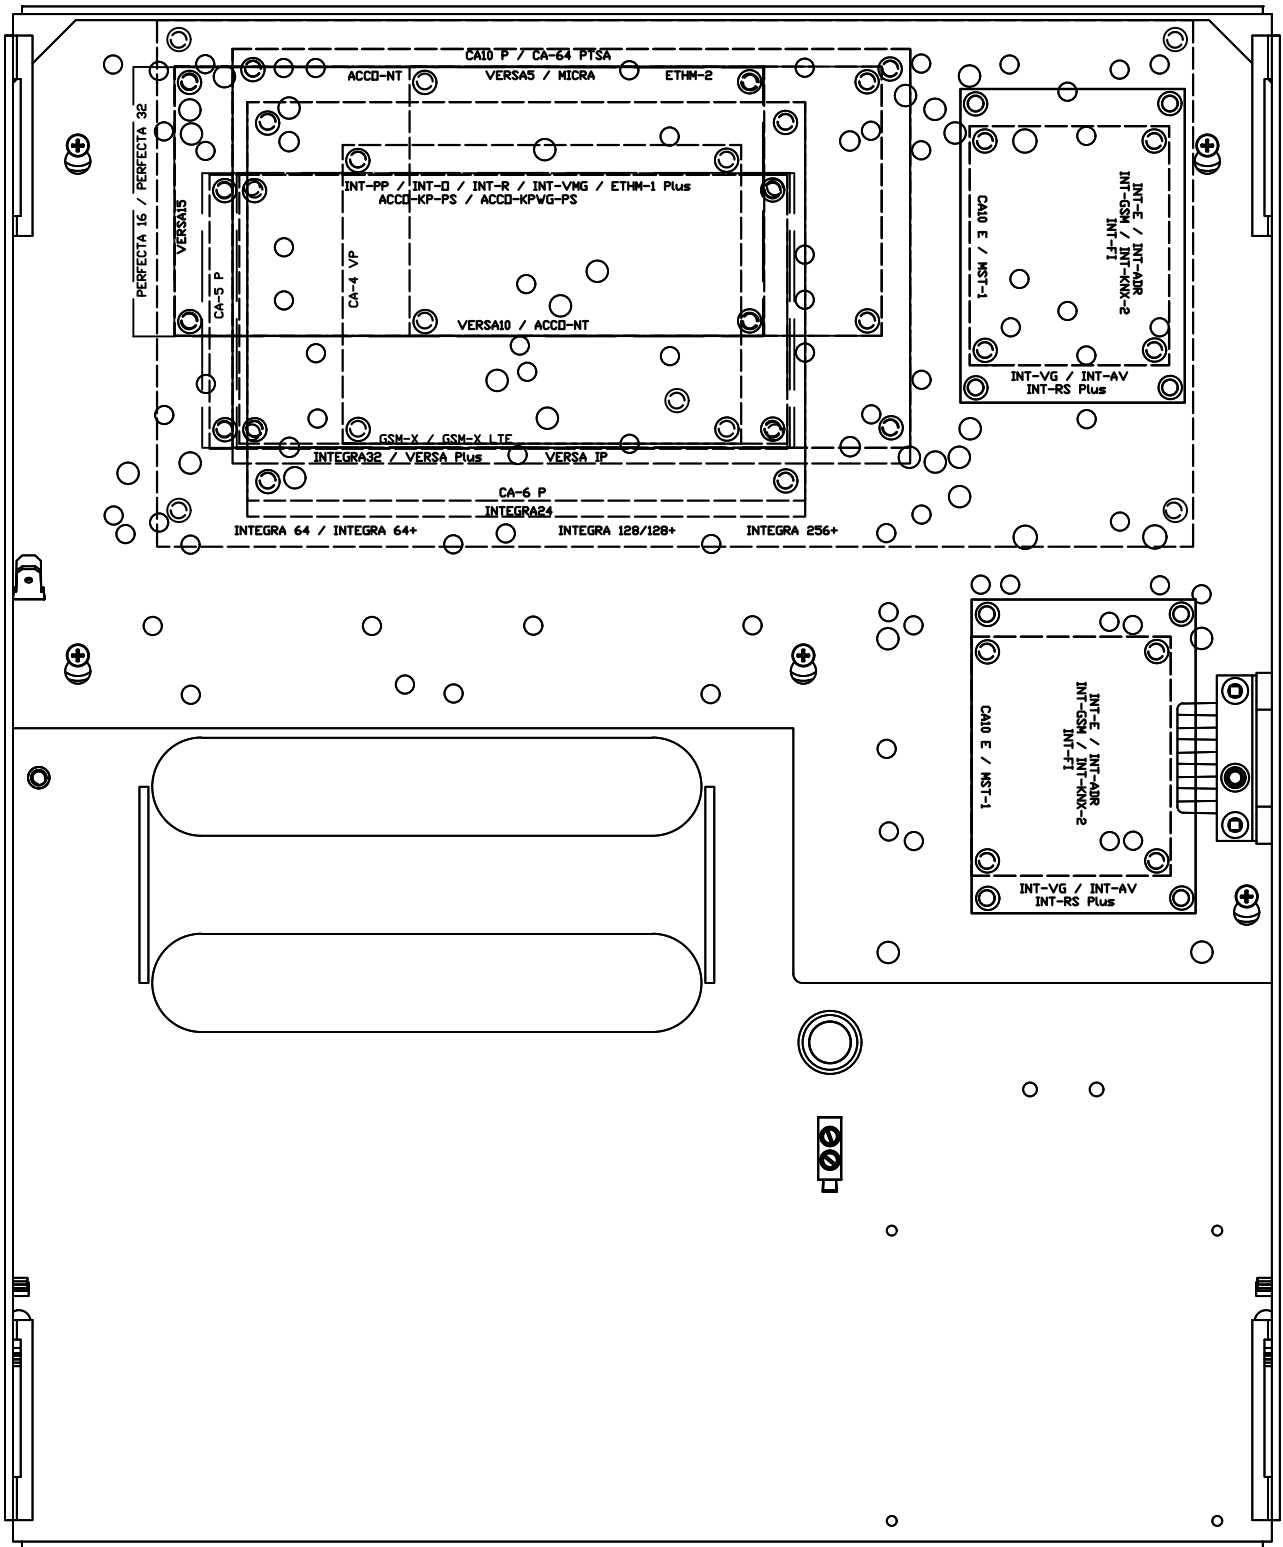 CA10 P / CA-64 PTSA
ACCO-NT
VERSA5 / MICRA
ETHM-2
PERFECTA 16 / PERFECTA 32
VERSA15
CA-5 P
CA-4 VP
INT-PP / INT-O / INT-R / INT-VMG / ETHM-1 Plus
ACCO-KP-PS / ACCO-KPWG-PS
VERSA10 / ACCO-NT
GSM-X / GSM-X LTE
INTEGRA32 / VERSA Plus
VERSA IP
CA-6 P
INTEGRA24
INTEGRA 64 / INTEGRA 64+
INTEGRA 128/128+
INTEGRA 256+
CA10 E / MST-1
INT-E / INT-ADR
INT-GSM / INT-KNX-2
INT-FI
INT-VG / INT-AV
INT-RS Plus
CA10 E / MST-1
INT-E / INT-ADR
INT-GSM / INT-KNX-2
INT-FI
INT-VG / INT-AV
INT-RS Plus